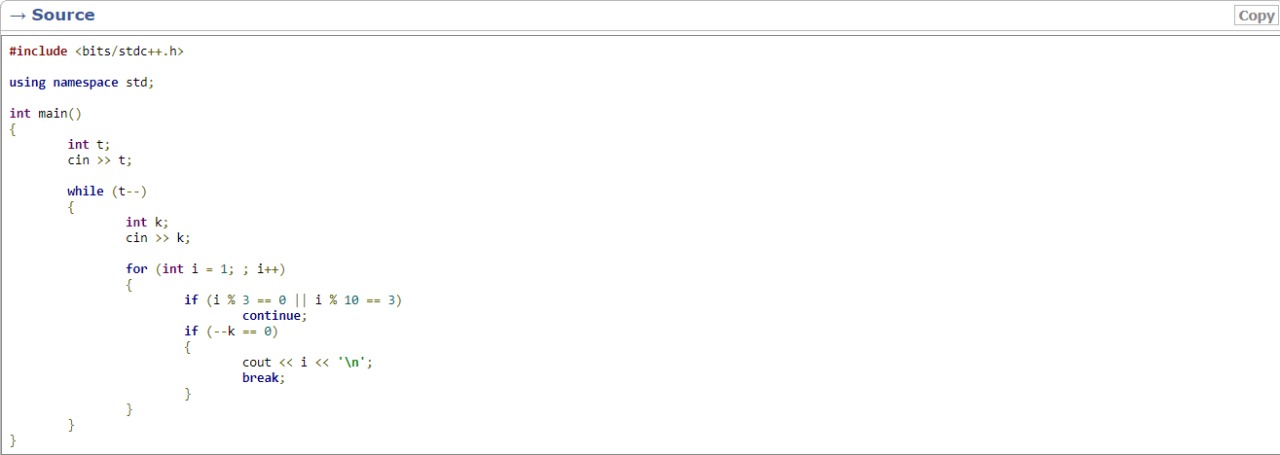 → Source
Copy
#include <bits/stdc++.h>
using namespace std;
int main()
{
int t;
cin >> t;
while (t--)
{
int k;
cin >> k;
for (int i = 1; ; i++)
{
if (i % 3 == 0 || i % 10 == 3)
continue;
if (--k == 0)
{
cout << i << '\n';
break;
}
}
}
}